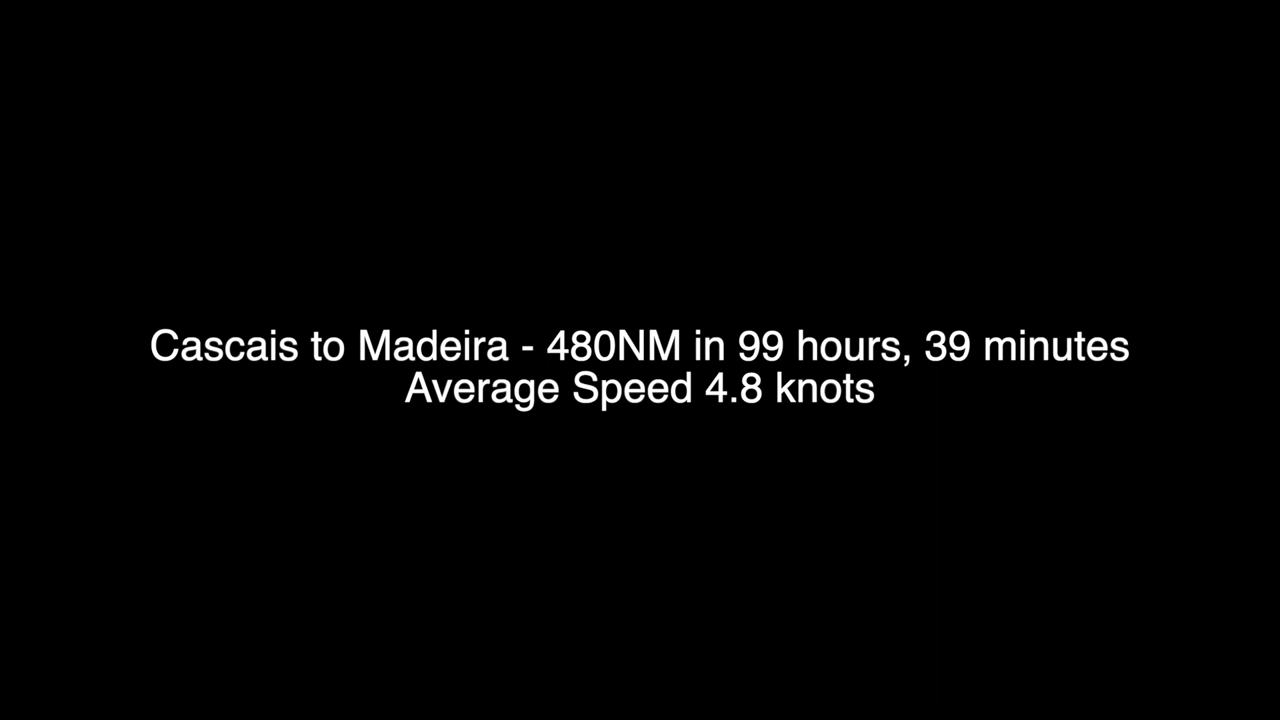 Cascais to Madeira - 480NM in 99 hours, 39 minutes
Average Speed 4.8 knots